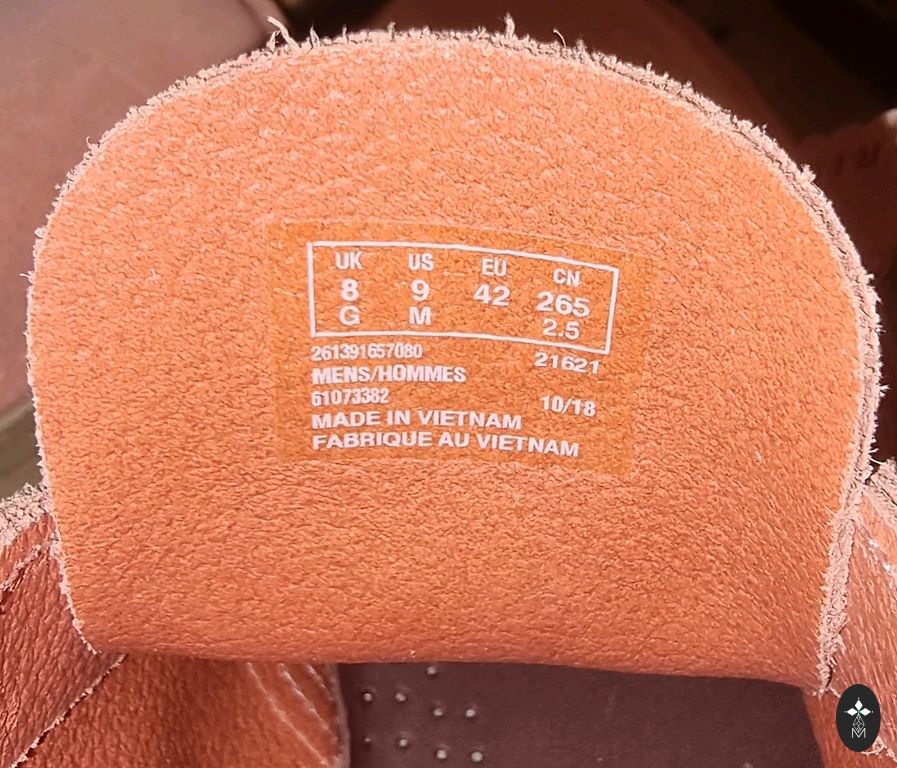 UK US EU CN
8 9 42 265
G M 2.5
261391657080 21621
MENS/HOMMES
61073382 10/18
MADE IN VIETNAM
FABRIQUE AU VIETNAM